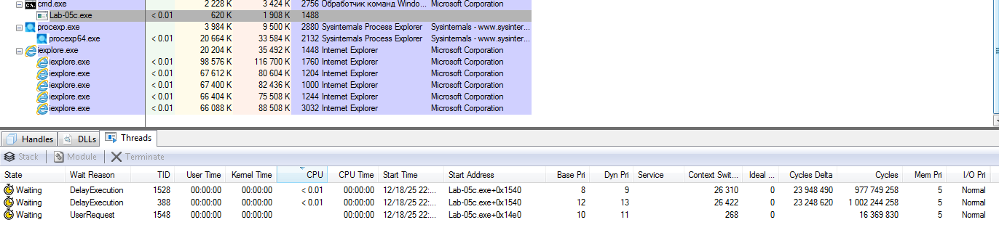 cmd.exe 2 228 K 3 424 K 2756 Обработчик команд Windo... Microsoft Corporation
Lab-05c.exe < 0.01 620 K 1 908 K 1488
procexp.exe 3 984 K 9 500 K 2880 Sysinternals Process Explorer Sysinternals - www.sysinter...
procexp64.exe < 0.01 20 664 K 33 584 K 2132 Sysinternals Process Explorer Sysinternals - www.sysinter...
iexplore.exe 20 204 K 35 492 K 1448 Internet Explorer Microsoft Corporation
iexplore.exe < 0.01 98 576 K 116 700 K 1760 Internet Explorer Microsoft Corporation
iexplore.exe < 0.01 67 612 K 80 604 K 1204 Internet Explorer Microsoft Corporation
iexplore.exe < 0.01 67 400 K 82 436 K 1000 Internet Explorer Microsoft Corporation
iexplore.exe < 0.01 66 404 K 75 508 K 1244 Internet Explorer Microsoft Corporation
iexplore.exe < 0.01 66 088 K 88 508 K 3032 Internet Explorer Microsoft Corporation
Handles DLLs Threads
Stack Module Terminate
State Wait Reason TID User Time Kernel Time CPU CPU Time Start Time Start Address Base Pri Dyn Pri Service Context Swit... Ideal ... Cycles Delta Cycles Mem Pri I/O Pri
Waiting DelayExecution 1528 00:00:00 00:00:00 < 0.01 00:00:00 12/18/25 22:... Lab-05c.exe+0x1540 8 9 26 310 0 23 948 490 977 749 258 5 Normal
Waiting DelayExecution 388 00:00:00 00:00:00 < 0.01 00:00:00 12/18/25 22:... Lab-05c.exe+0x1540 12 13 26 422 0 23 248 620 1 002 244 258 5 Normal
Waiting UserRequest 1548 00:00:00 00:00:00 00:00:00 12/18/25 22:... Lab-05c.exe+0x14e0 10 11 268 0 16 369 830 5 Normal